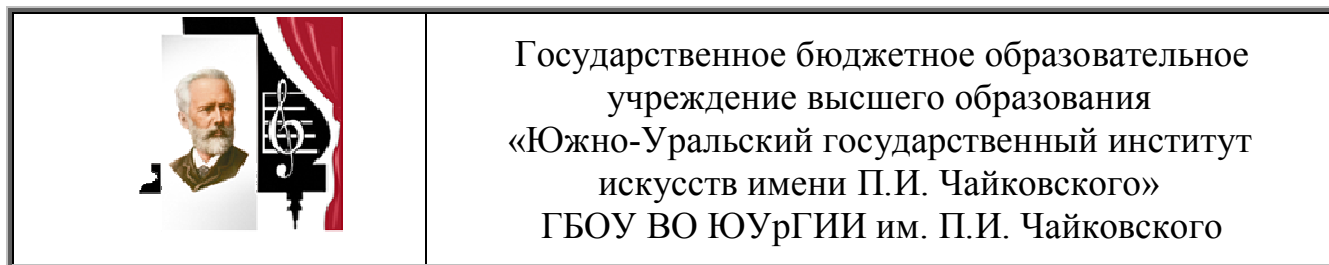 Государственное бюджетное образовательное
учреждение высшего образования
«Южно-Уральский государственный институт
искусств имени П.И. Чайковского»
ГБОУ ВО ЮУрГИИ им. П.И. Чайковского